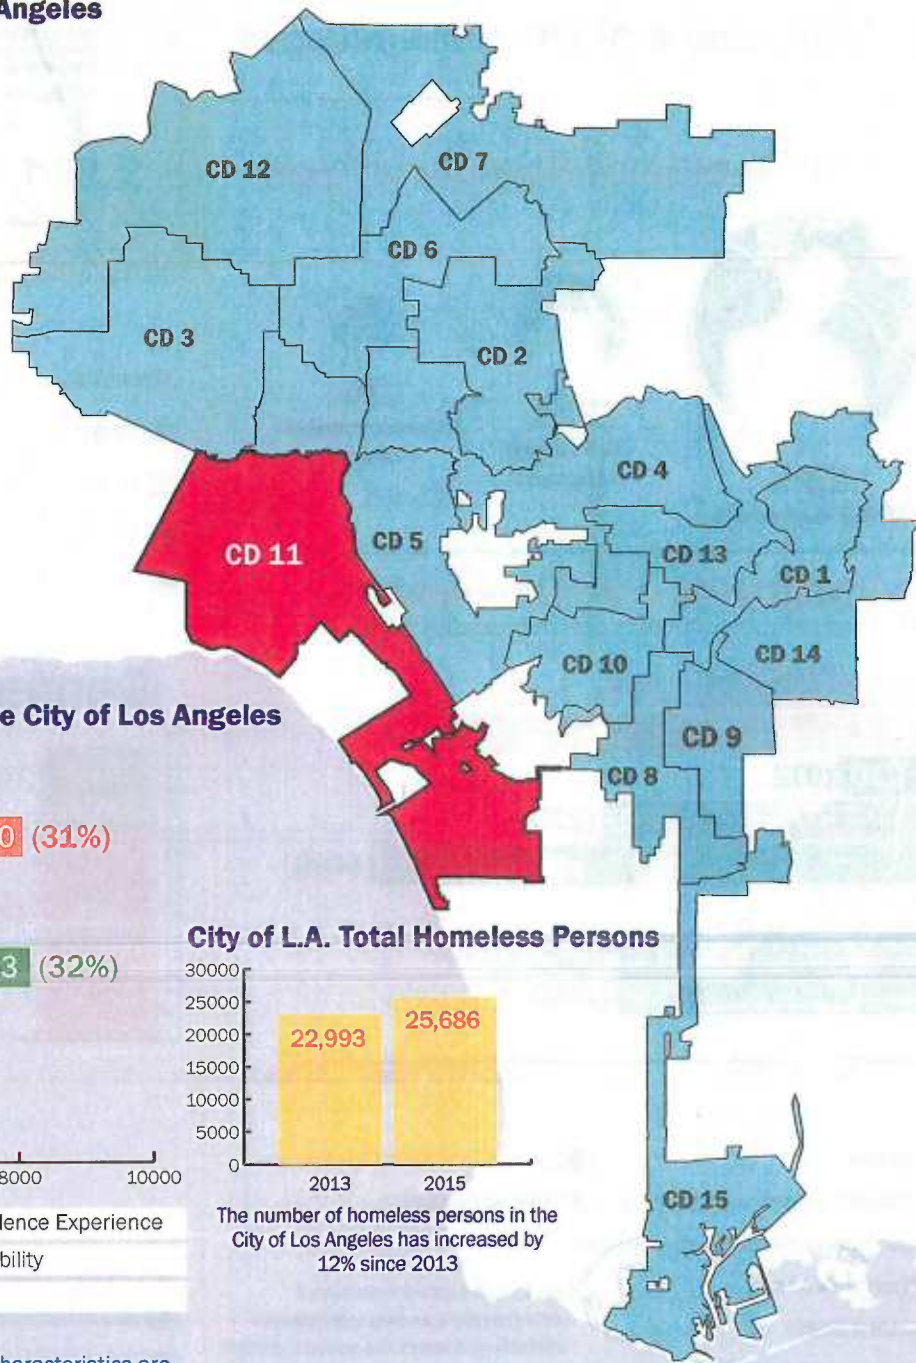 Angeles
CD 12
CD 7
CD 6
CD 3
CD 2
CD 4
CD 5
CD 11
CD 13
CD 1
CD 14
CD 10
e City of Los Angeles
CD 9
CD 8
0 (31%)
3 (32%)
City of L.A. Total Homeless Persons
30000
25000
20000
15000
10000
5000
0
22,993
25,686
2013 2015
8000 10000
The number of homeless persons in the
City of Los Angeles has increased by
12% since 2013
lence Experience
bility
CD 15
haracteristics are